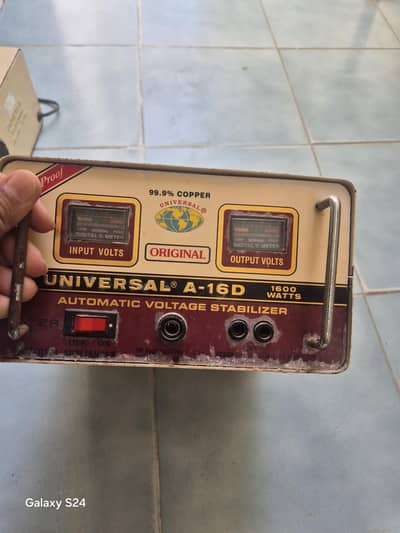 Proof
99.9% COPPER
UNIVERSAL®
INPUT VOLTS
ORIGINAL
OUTPUT VOLTS
UNIVERSAL® A-16D
1600
WATTS
AUTOMATIC VOLTAGE STABILIZER
Galaxy S24